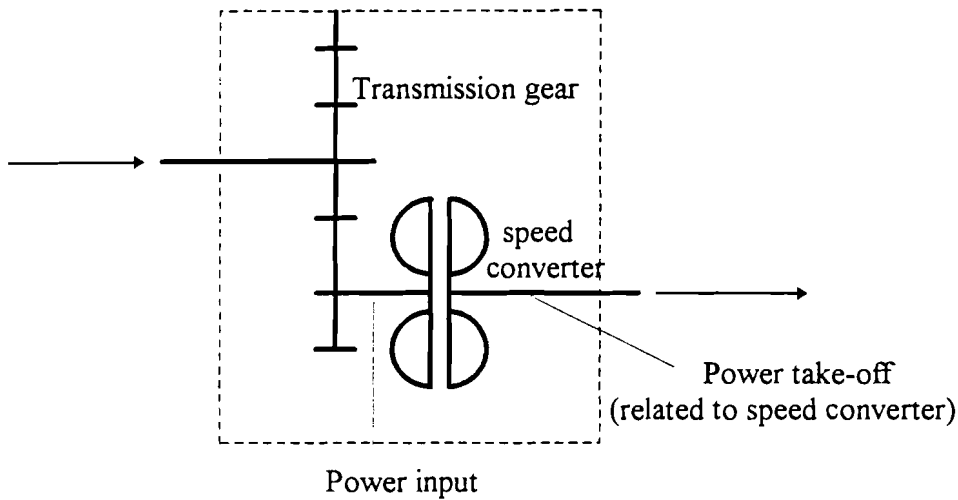 Transmission gear
speed
converter
Power take-off
(related to speed converter)
Power input